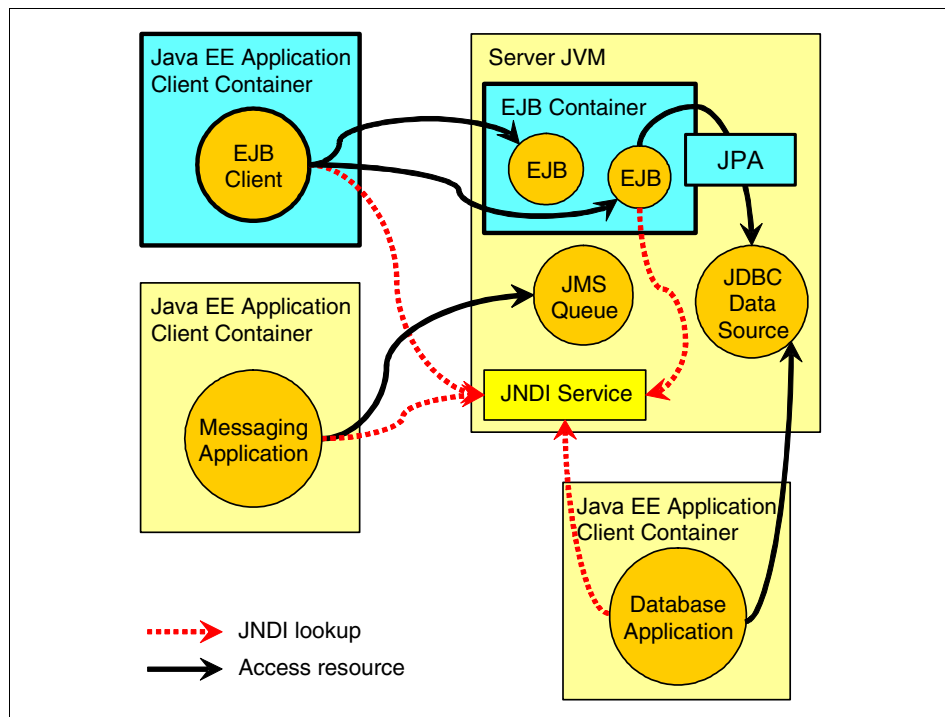 Java EE Application
Client Container
EJB
Client
Server JVM
EJB Container
EJB
EJB
JPA
Java EE Application
Client Container
Messaging
Application
JMS
Queue
JDBC
Data
Source
JNDI Service
Java EE Application
Client Container
Database
Application
JNDI lookup
Access resource